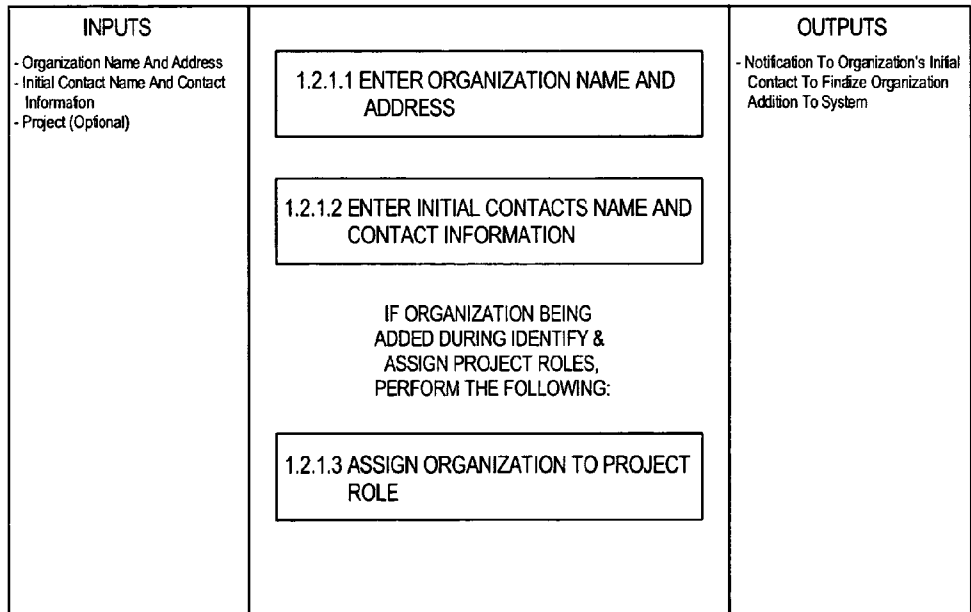 INPUTS
- Organization Name And Address
- Initial Contact Name And Contact
Information
- Project (Optional)
1.2.1.1 ENTER ORGANIZATION NAME AND
ADDRESS
1.2.1.2 ENTER INITIAL CONTACTS NAME AND
CONTACT INFORMATION
IF ORGANIZATION BEING
ADDED DURING IDENTIFY &
ASSIGN PROJECT ROLES,
PERFORM THE FOLLOWING:
1.2.1.3 ASSIGN ORGANIZATION TO PROJECT
ROLE
OUTPUTS
- Notification To Organization's Initial
Contact To Finalize Organization
Addition To System